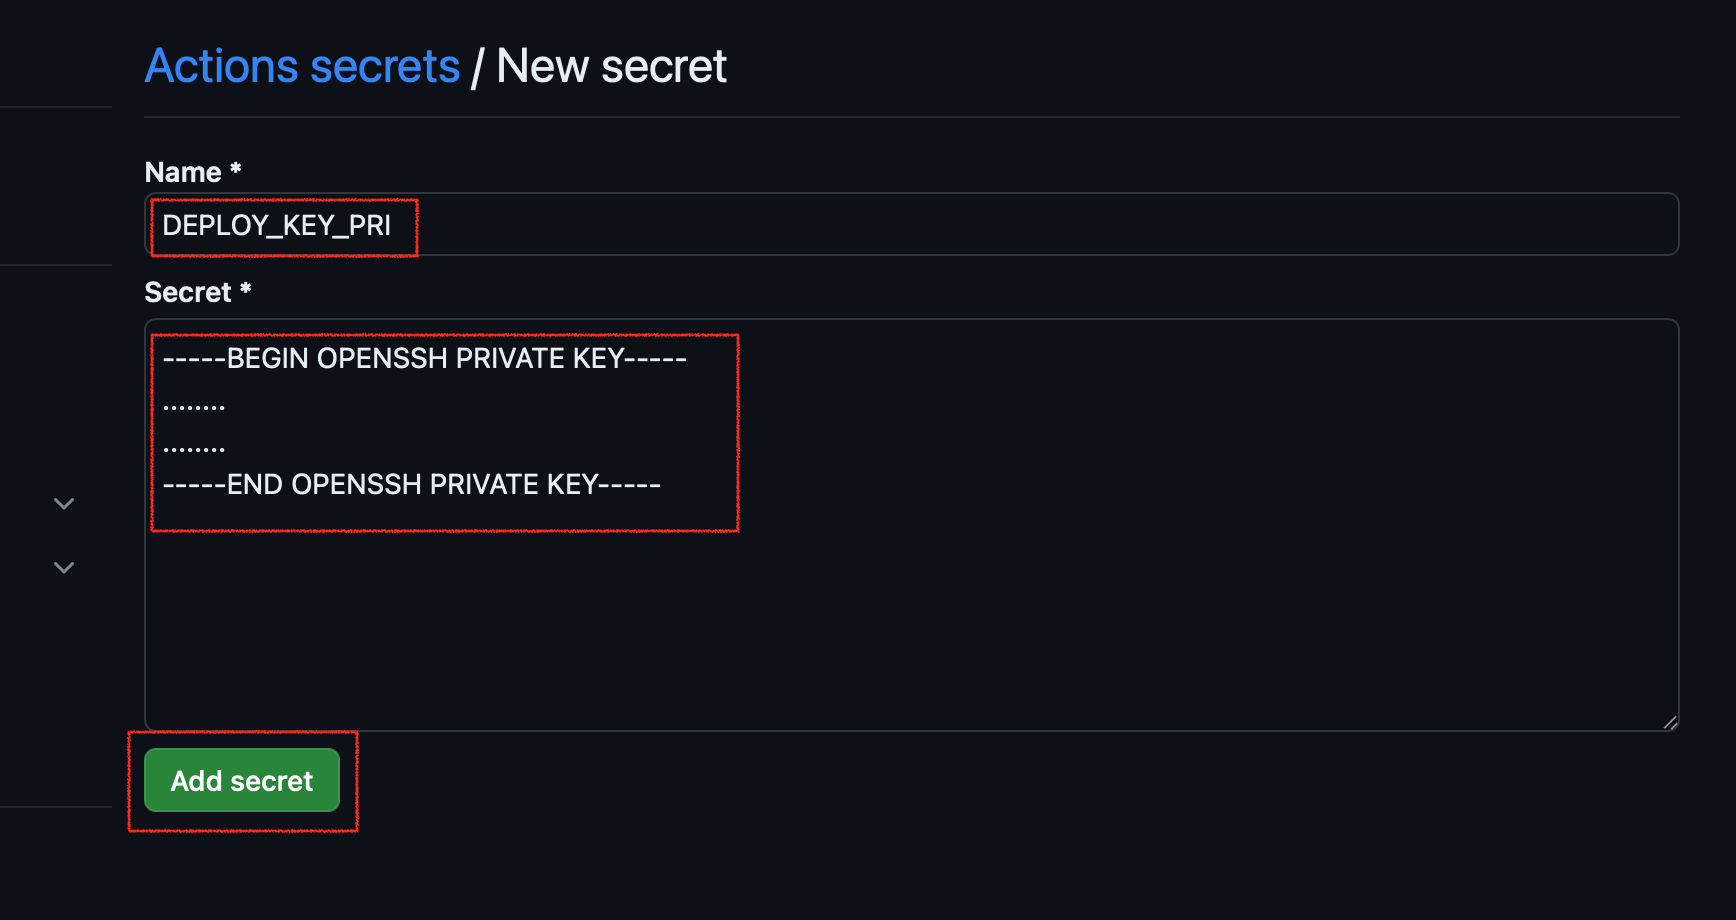 Actions secrets / New secret
Name *
DEPLOY_KEY_PRI
Secret *
-----BEGIN OPENSSH PRIVATE KEY-----
........
........
-----END OPENSSH PRIVATE KEY-----
Add secret